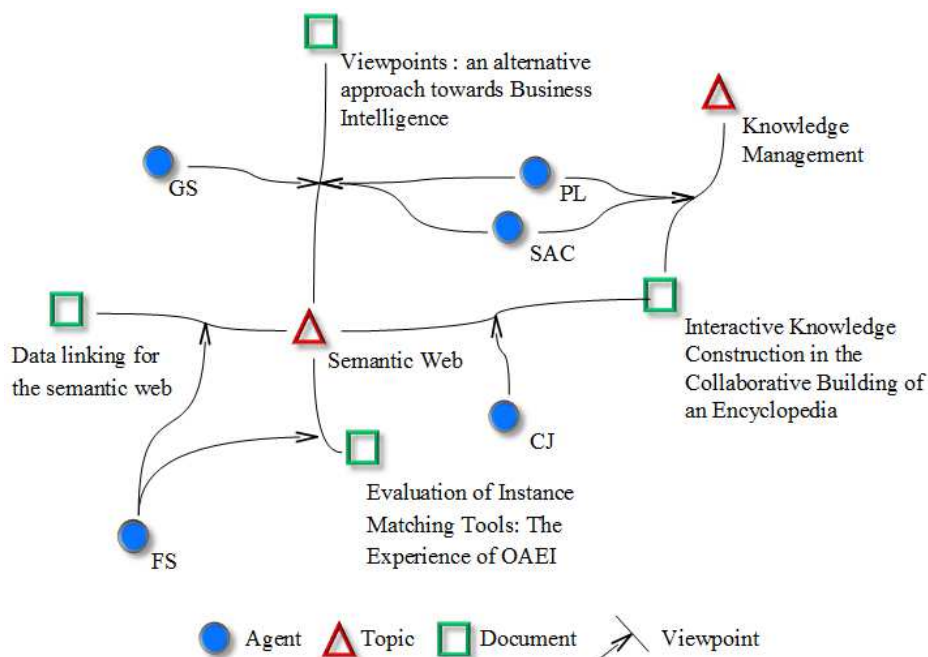 Viewpoints : an alternative
approach towards Business
Intelligence
Knowledge
Management
GS
PL
SAC
Data linking for
the semantic web
Semantic Web
Interactive Knowledge
Construction in the
Collaborative Building of
an Encyclopedia
CJ
Evaluation of Instance
Matching Tools: The
Experience of OAEI
FS
Agent
Topic
Document
Viewpoint